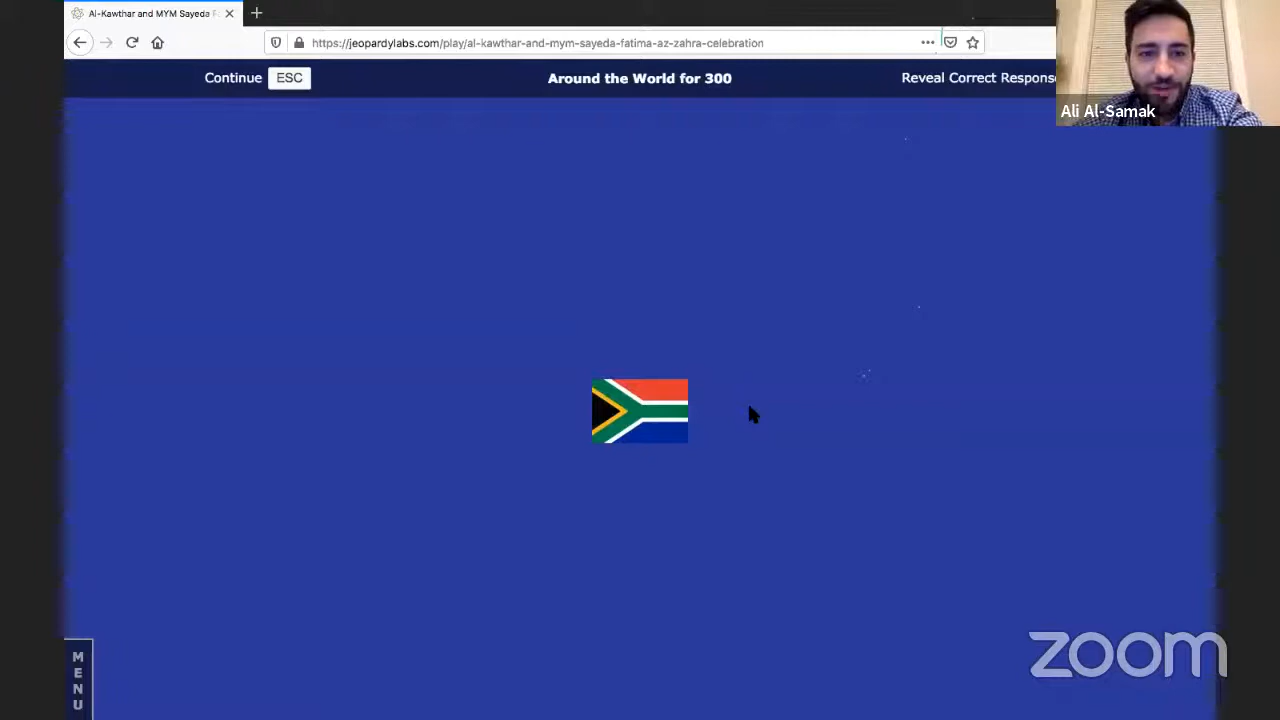 Al-Kawthar and MYM Sayeda F
https://jeopardylabs.com/play/al-kawthar-and-mym-sayeda-fatima-az-zahra-celebration
Continue ESC
Around the World for 300
Reveal Correct Respons
Ali Al-Samak
MENU
zoom